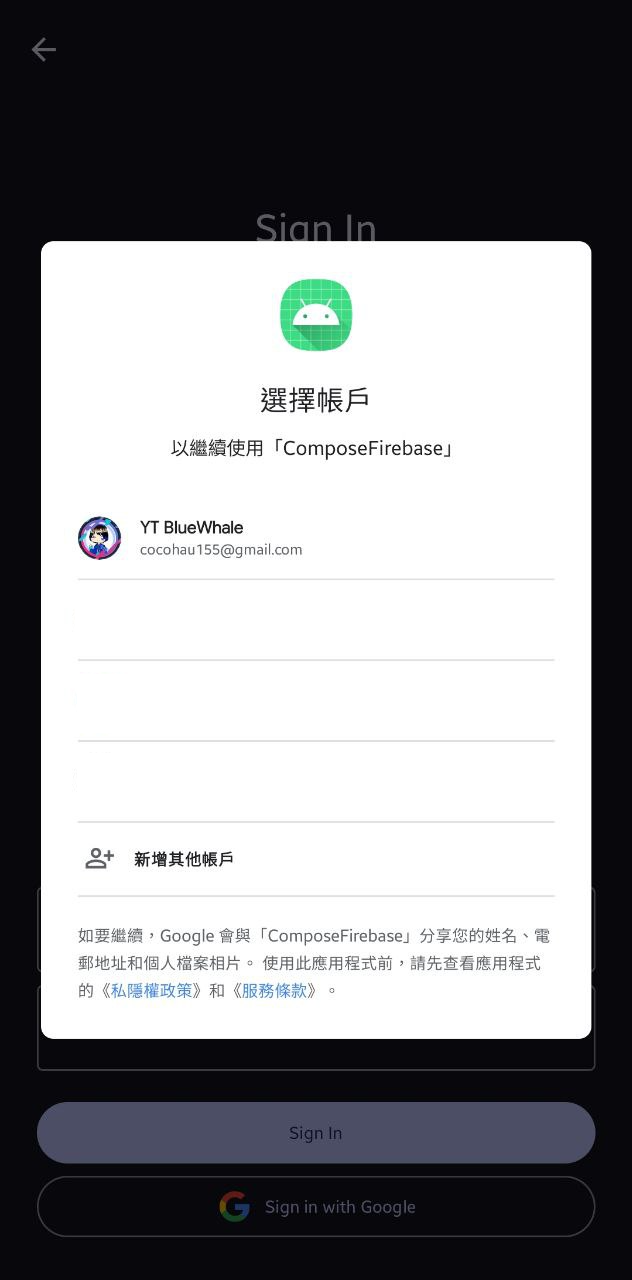 Sign In
選擇帳戶
以繼續使用「ComposeFirebase」
YT BlueWhale
cocohau155@gmail.com
新增其他帳戶
如要繼續，Google 會與「ComposeFirebase」分享您的姓名、電
郵地址和個人檔案相片。 使用此應用程式前，請先查看應用程式
的《私隱權政策》和《服務條款》。
Sign In
Sign in with Google